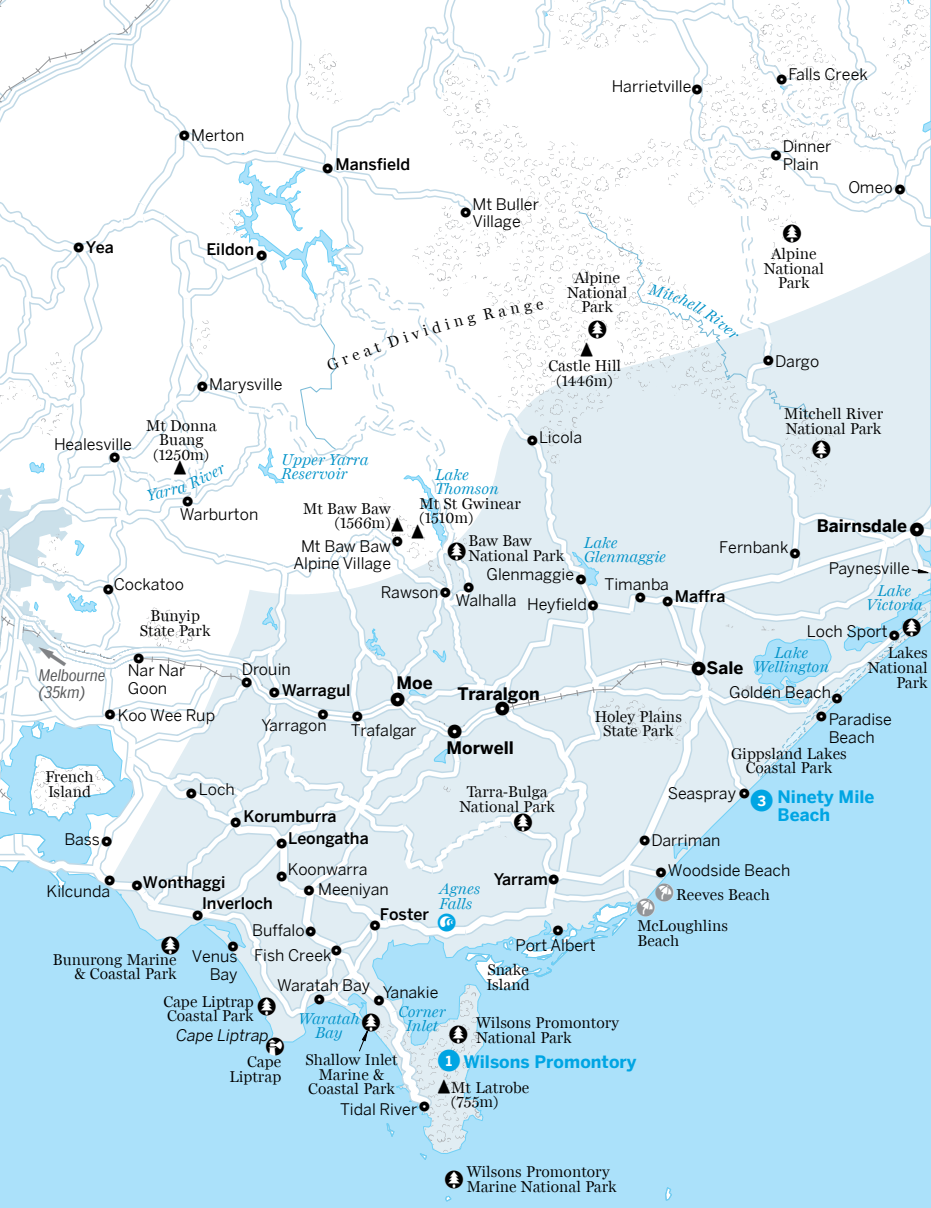 Harrietville
Falls Creek
Merton
Mansfield
Dinner
Plain
Omeo
Mt Buller
Village
Yea
Eildon
Alpine
National
Park
Alpine
National
Park
Mitchell River
Great Dividing Range
Castle Hill
(1446m)
Dargo
Marysville
Mt Donna
Buang
(1250m)
Mitchell River
National Park
Healesville
Licola
Yarra River
Upper Yarra
Reservoir
Lake
Thomson
Warburton
Mt Baw Baw
(1566m)
Mt St Gwinear
(1510m)
Bairnsdale
Mt Baw Baw
Alpine Village
Baw Baw
National Park
Lake
Glenmaggie
Fernbank
Glenmaggie
Paynesville
Cockatoo
Rawson
Walhalla
Timanba
Heyfield
Maffra
Lake
Victoria
Bunyip
State Park
Loch Sport
Lakes
National
Park
Melbourne
(35km)
Nar Nar
Goon
Drouin
Warragul
Moe
Traralgon
Sale
Lake
Wellington
Golden Beach
Koo Wee Rup
Yarragon
Trafalgar
Morwell
Holey Plains
State Park
Paradise
Beach
Gippsland Lakes
Coastal Park
French
Island
Loch
Tarra-Bulga
National Park
Seaspray
3 Ninety Mile
Beach
Korumburra
Bass
Leongatha
Darriman
Koonwarra
Woodside Beach
Kilcunda
Wonthaggi
Meeniyan
Yarram
Reeves Beach
Agnes
Falls
Inverloch
Foster
McLoughlins
Beach
Buffalo
Port Albert
Bunurong Marine
& Coastal Park
Venus
Bay
Fish Creek
Snake
Island
Waratah Bay
Yanakie
Cape Liptrap
Coastal Park
Waratah
Bay
Corner
Inlet
Wilsons Promontory
National Park
Cape Liptrap
Cape
Liptrap
Shallow Inlet
Marine &
Coastal Park
1 Wilsons Promontory
Mt Latrobe
(755m)
Tidal River
Wilsons Promontory
Marine National Park